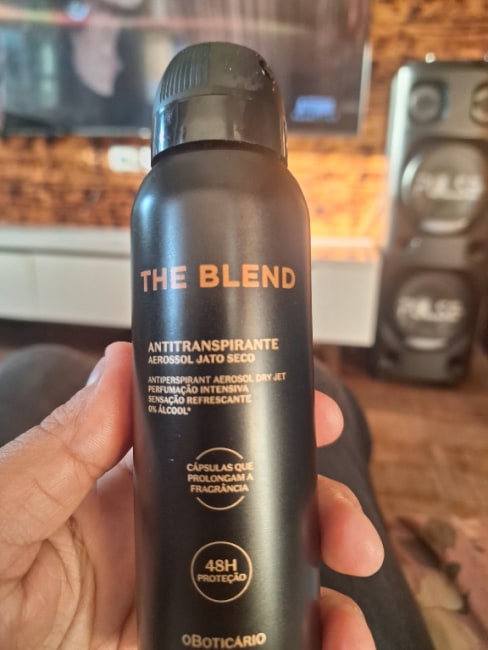 THE BLEND
ANTITRANSPIRANTE
AEROSSOL JATO SECO
ANTIPERSPIRANT AEROSOL DRY JET
PERFUMAÇÃO INTENSIVA
SENSAÇÃO REFRESCANTE
0% ÁLCOOL*
CÁPSULAS QUE
PROLONGAM A
FRAGRÂNCIA
48H
PROTEÇÃO
oBOTICÁRIO
PULSE
PULSE